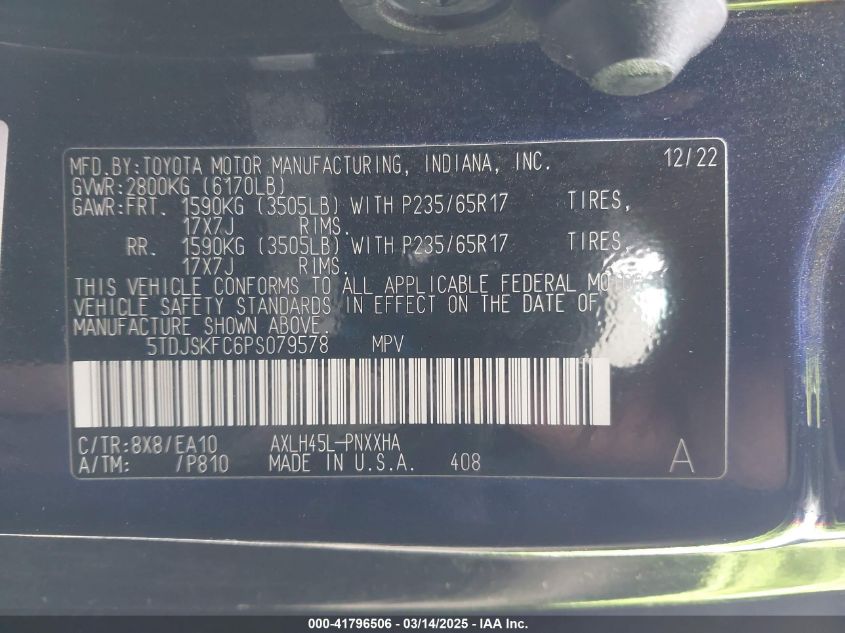 MFD.BY:TOYOTA MOTOR MANUFACTURING, INDIANA, INC. 12/22
GVWR:2800KG (6170LB)
GAWR:FRT. 1590KG (3505LB) WITH P235/65R17 TIRES,
17X7J RIMS.
RR. 1590KG (3505LB) WITH P235/65R17 TIRES,
17X7J RIMS.
THIS VEHICLE CONFORMS TO ALL APPLICABLE FEDERAL
VEHICLE SAFETY STANDARDS IN EFFECT ON THE DATE OF
MANUFACTURE SHOWN ABOVE.
5TDJSKFC6PS079578 MPV
C/TR:8X8/EA10 AXLH45L-PNXXHA
A/TM: /P810 MADE IN U.S.A. 408 A
000-41796506 - 03/14/2025 - IAA Inc.